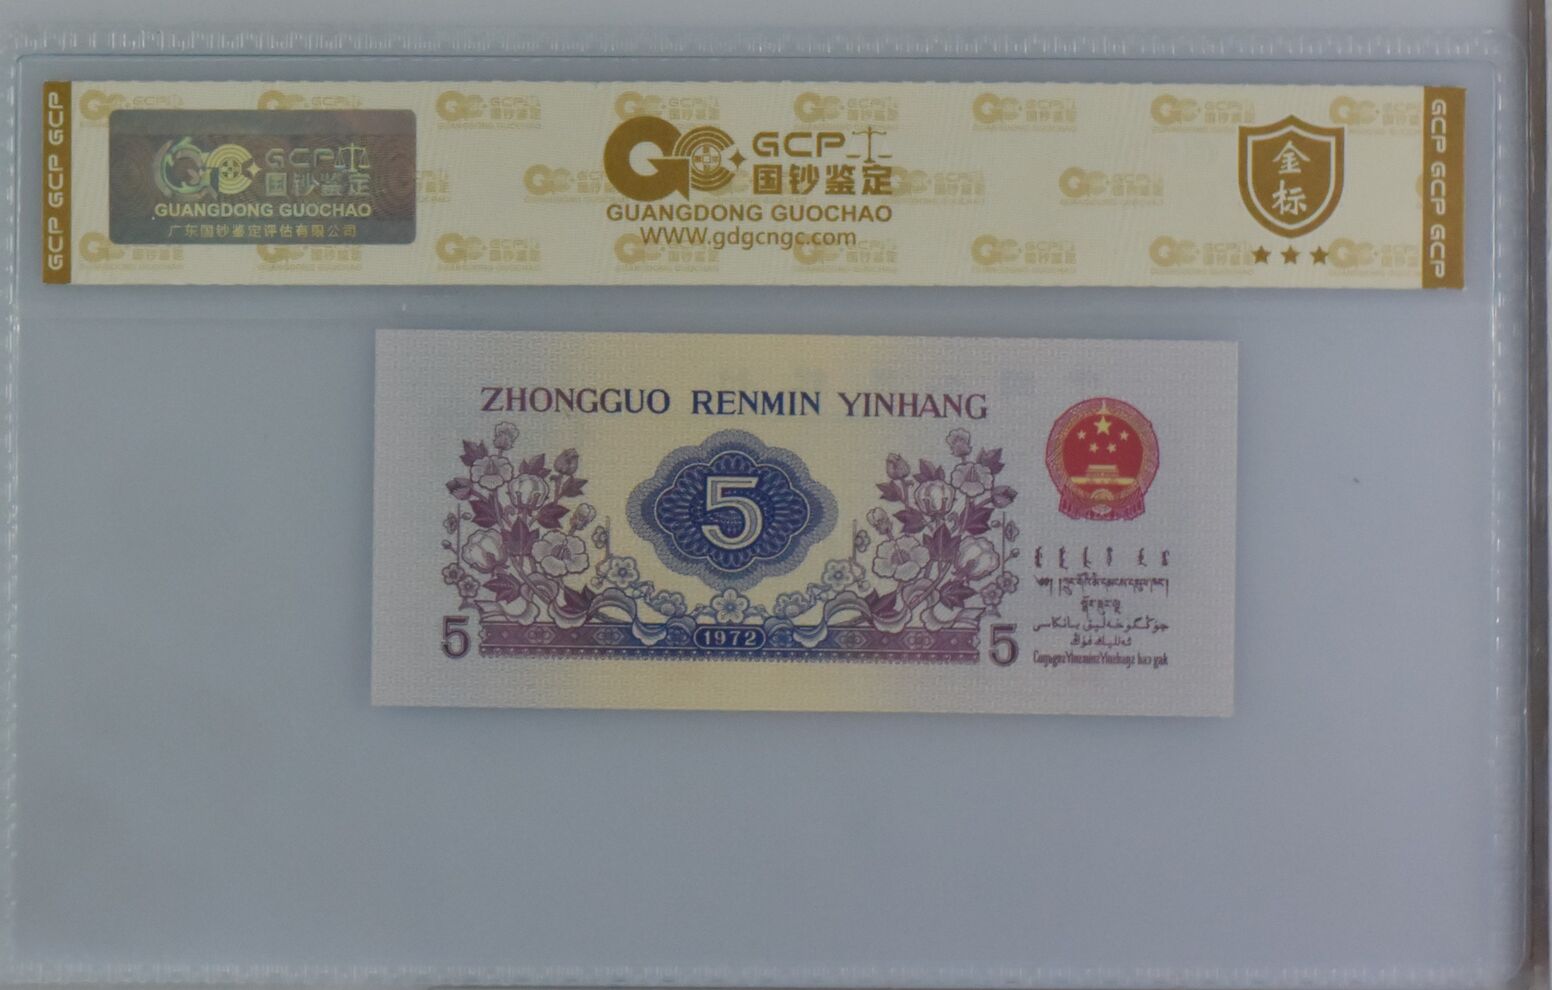 GCP GCP GCP
GCP 国钞鉴定
GUANGDONG GUOCHAO
广东国钞鉴定评估有限公司
GCP
国钞鉴定
GUANGDONG GUOCHAO
WWW.gdgcngc.com
金
标
GCP GCP GCP
ZHONGGUO RENMIN YINHANG
5
5
1972
5